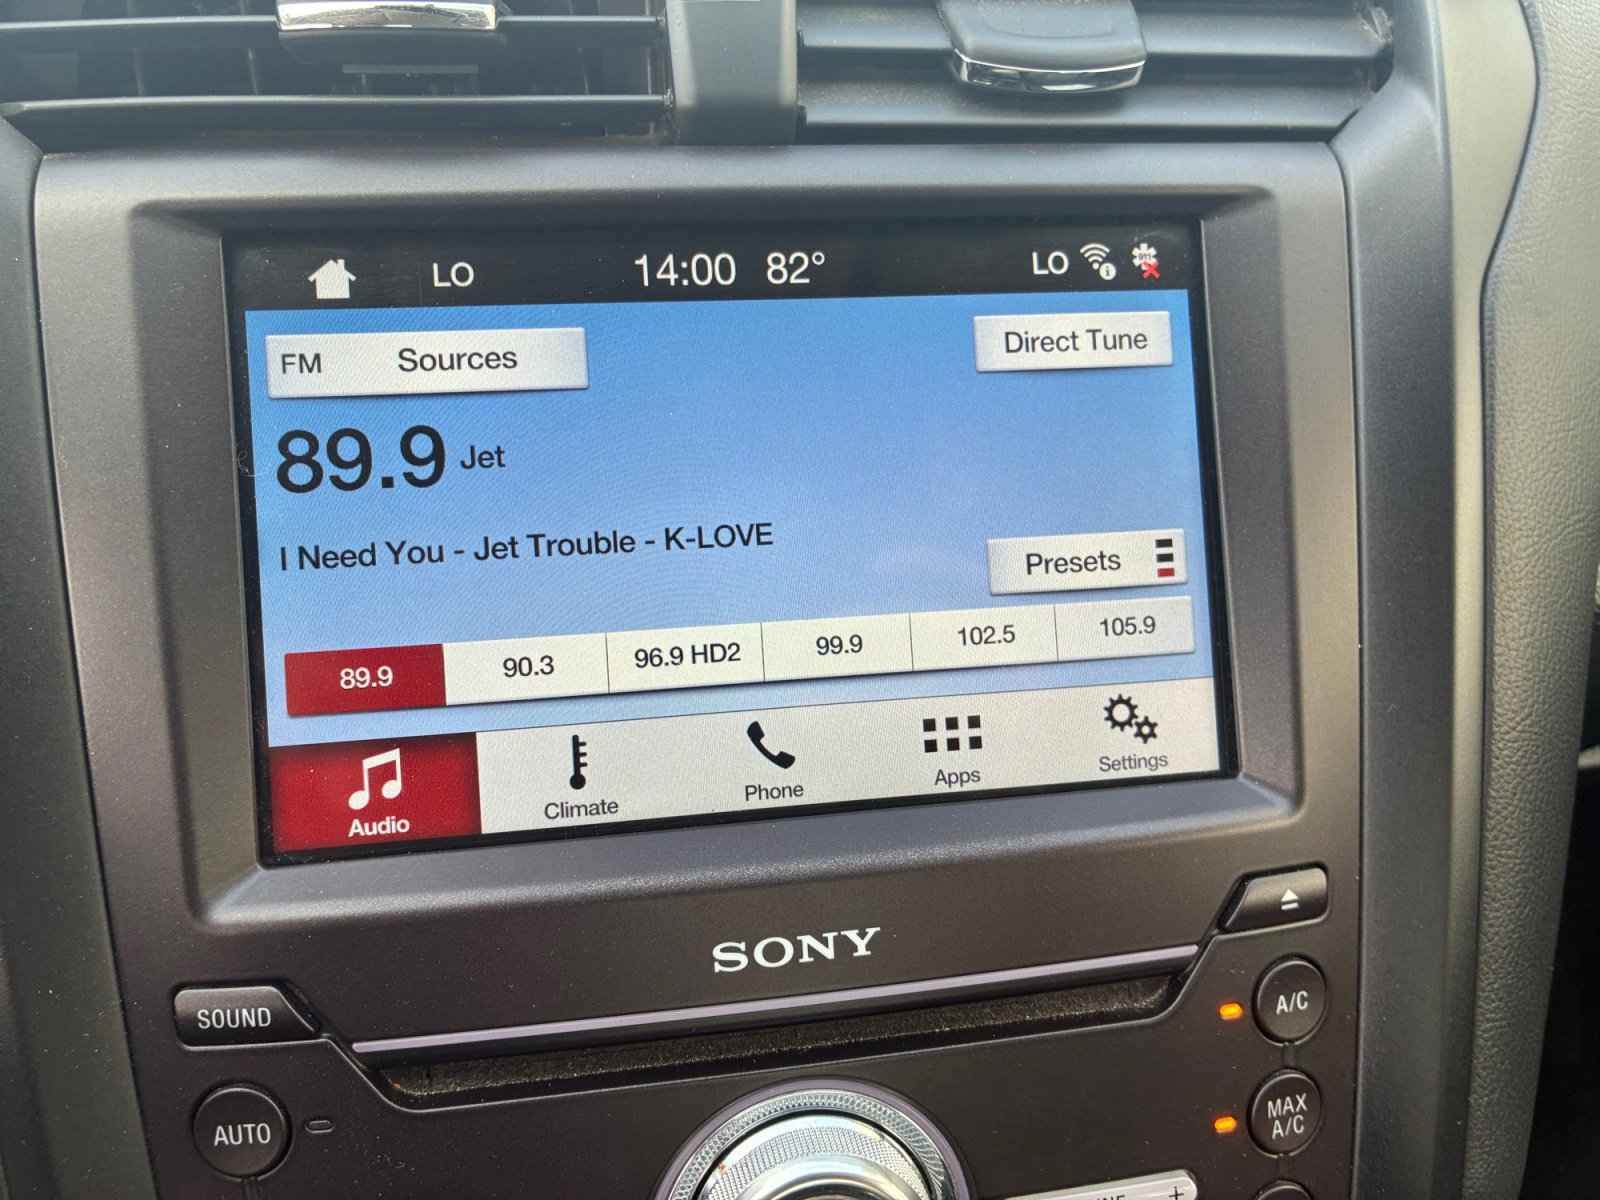 LO 14:00 82° LO
911
FM Sources Direct Tune
89.9 Jet
I Need You - Jet Trouble - K-LOVE
Presets
89.9 90.3 96.9 HD2 99.9 102.5 105.9
Audio Climate Phone Apps Settings
SONY
SOUND
A/C
AUTO
MAX A/C
+